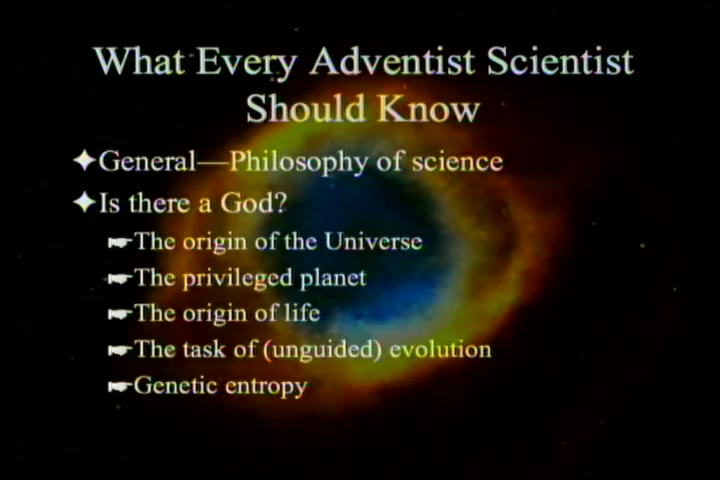 What Every Adventist Scientist
Should Know
✦General—Philosophy of science
✦Is there a God?
☛The origin of the Universe
☛The privileged planet
☛The origin of life
☛The task of (unguided) evolution
☛Genetic entropy